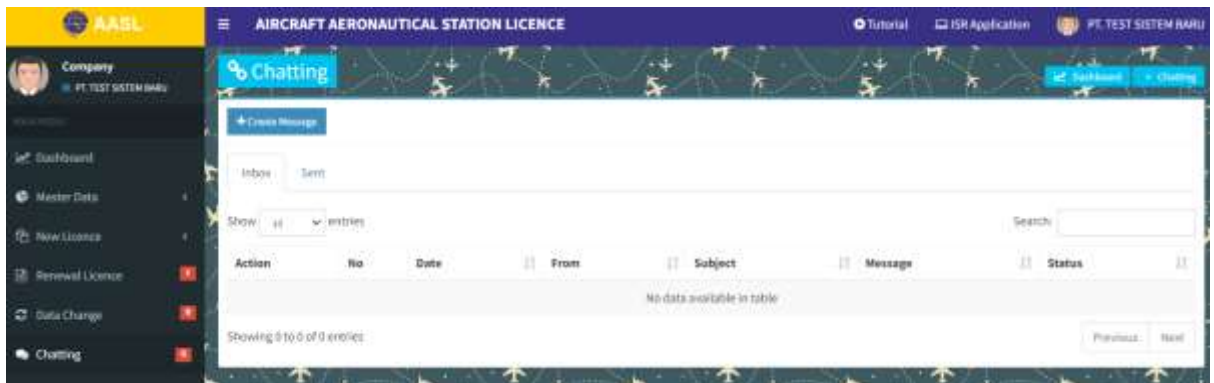 AASL
AIRCRAFT AERONAUTICAL STATION LICENCE
Tutorial
ISR Application
PT. TEST SISTEM BARU
Company
PT. TEST SISTEM BARU
Chatting
Dashboard
Chatting
Create Message
Dashboard
Inbox Sent
Master Data
Show entries
Search:
New Licence
Action No Date From Subject Message Status
Renewal Licence
No data available in table
Data Change
Showing 0 to 0 of 0 entries
Previous Next
Chatting